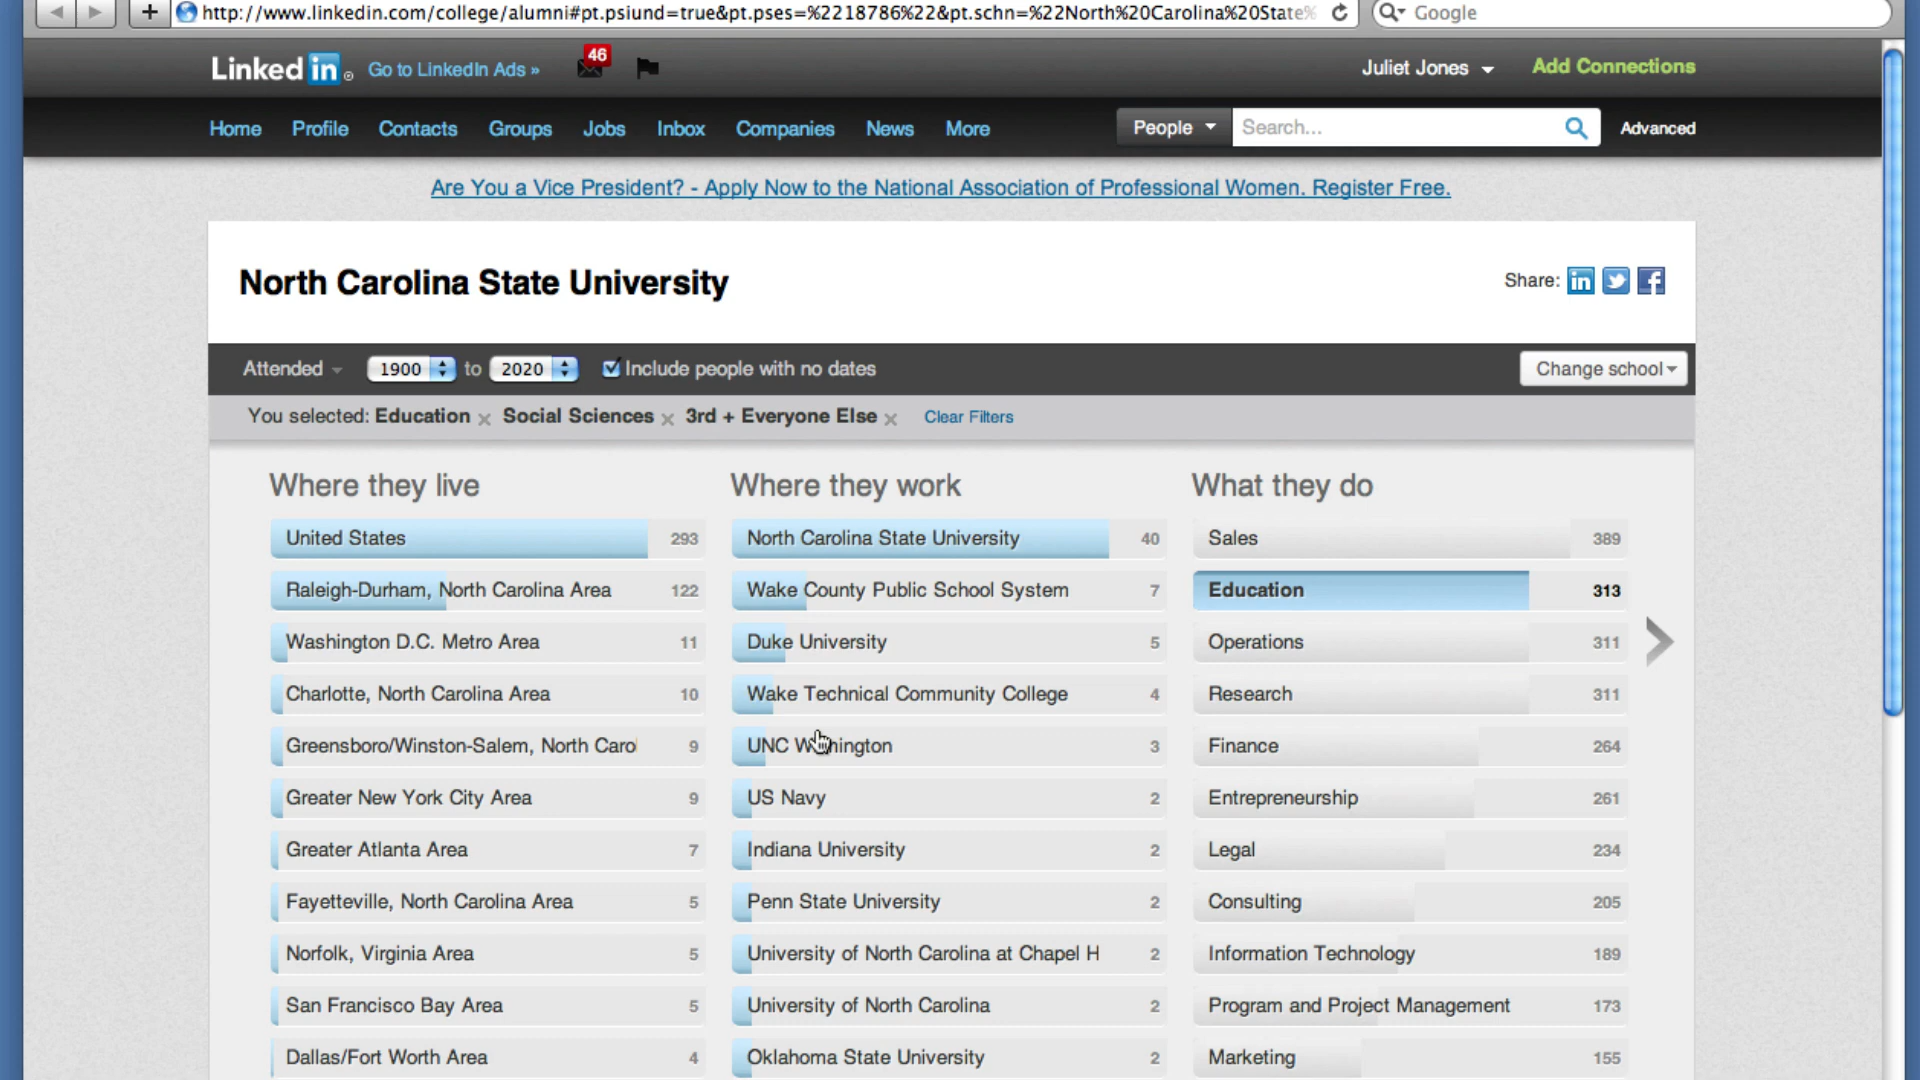 http://www.linkedin.com/college/alumni#pt.psiund=true&pt.pses=%2218786%22&pt.schn=%22North%20Carolina%20State%
Google
Linked in
Go to LinkedIn Ads »
46
Juliet Jones
Add Connections
Home
Profile
Contacts
Groups
Jobs
Inbox
Companies
News
More
People
Search...
Advanced
Are You a Vice President? - Apply Now to the National Association of Professional Women. Register Free.
North Carolina State University
Share: in f
Attended 1900 to 2020 Include people with no dates
Change school
You selected: Education × Social Sciences × 3rd + Everyone Else × Clear Filters
Where they live
United States 293
Raleigh-Durham, North Carolina Area 122
Washington D.C. Metro Area 11
Charlotte, North Carolina Area 10
Greensboro/Winston-Salem, North Carol 9
Greater New York City Area 9
Greater Atlanta Area 7
Fayetteville, North Carolina Area 5
Norfolk, Virginia Area 5
San Francisco Bay Area 5
Dallas/Fort Worth Area 4
Where they work
North Carolina State University 40
Wake County Public School System 7
Duke University 5
Wake Technical Community College 4
UNC 3
US Navy 2
Indiana University 2
Penn State University 2
University of North Carolina at Chapel H 2
University of North Carolina 2
Oklahoma State University 2
What they do
Sales 389
Education 313
Operations 311
Research 311
Finance 264
Entrepreneurship 261
Legal 234
Consulting 205
Information Technology 189
Program and Project Management 173
Marketing 155